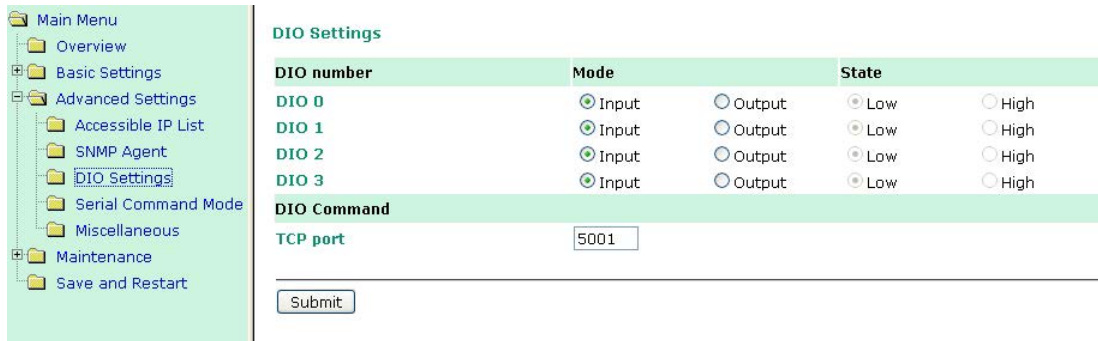 Main Menu
Overview
Basic Settings
Advanced Settings
Accessible IP List
SNMP Agent
DIO Settings
Serial Command Mode
Miscellaneous
Maintenance
Save and Restart
DIO Settings
DIO number Mode State
DIO 0 Input Output Low High
DIO 1 Input Output Low High
DIO 2 Input Output Low High
DIO 3 Input Output Low High
DIO Command
TCP port 5001
Submit